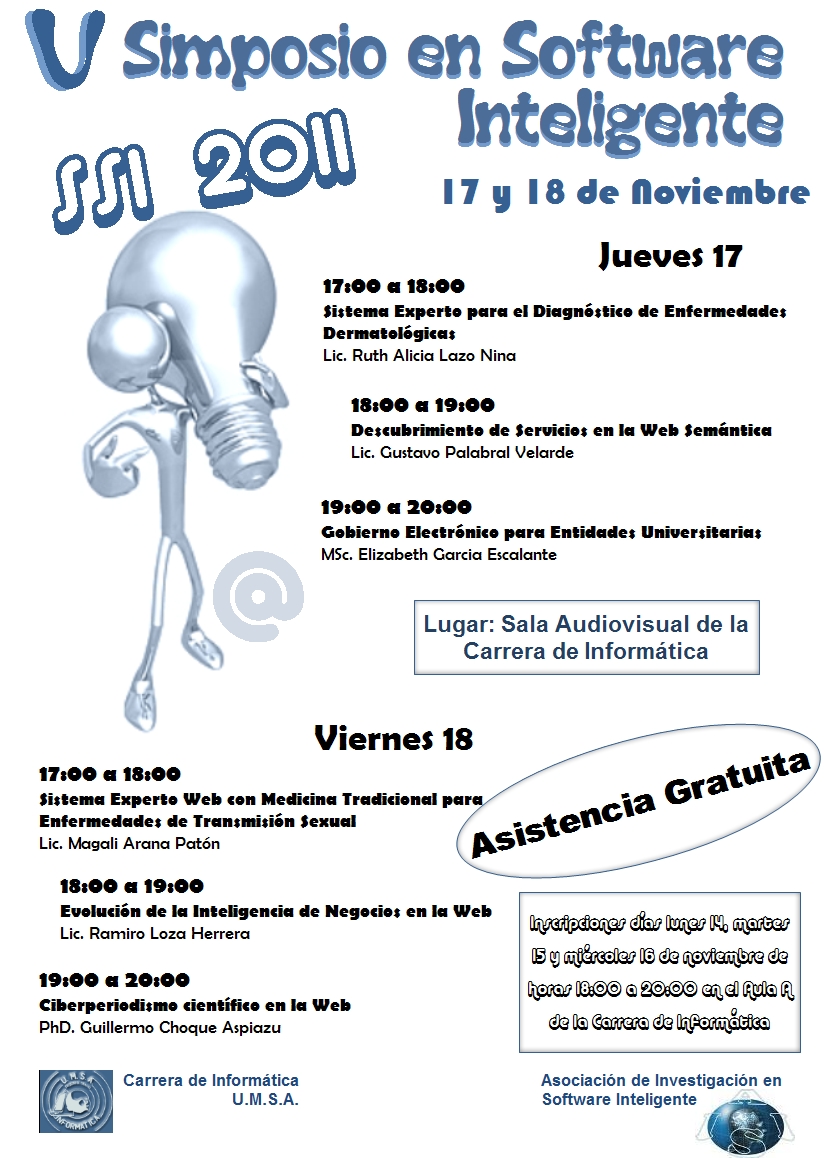 V Simposio en Software
Inteligente
SSI 2011
17 y 18 de Noviembre
Jueves 17
17:00 a 18:00
Sistema Experto para el Diagnóstico de Enfermedades
Dermatológicas
Lic. Ruth Alicia Lazo Nina
18:00 a 19:00
Descubrimiento de Servicios en la Web Semántica
Lic. Gustavo Palabral Velarde
19:00 a 20:00
Gobierno Electrónico para Entidades Universitarias
MSc. Elizabeth Garcia Escalante
@
Lugar: Sala Audiovisual de la
Carrera de Informática
Viernes 18
17:00 a 18:00
Sistema Experto Web con Medicina Tradicional para
Enfermedades de Transmisión Sexual
Lic. Magali Arana Patón
Asistencia Gratuita
18:00 a 19:00
Evolución de la Inteligencia de Negocios en la Web
Lic. Ramiro Loza Herrera
19:00 a 20:00
Ciberperiodismo científico en la Web
PhD. Guillermo Choque Aspiazu
Inscripciones días lunes 14, martes
15 y miércoles 16 de noviembre de
horas 18:00 a 20:00 en el Aula A
de la Carrera de Informática
U.M.S.A.
INFORMATICA
Carrera de Informática
U.M.S.A.
Asociación de Investigación en
Software Inteligente